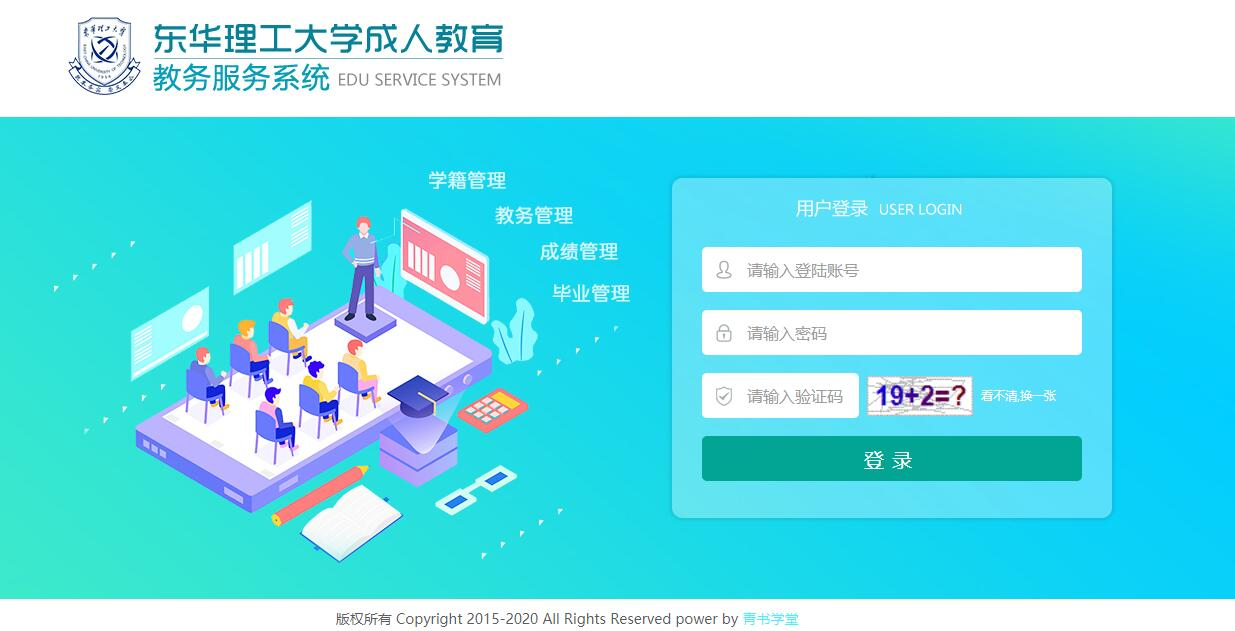 东华理工大学成人教育
教务服务系统 EDU SERVICE SYSTEM
学籍管理
教务管理
成绩管理
毕业管理
用户登录 USER LOGIN
请输入登陆账号
请输入密码
请输入验证码 19+2=? 看不清,换一张
登 录
版权所有 Copyright 2015-2020 All Rights Reserved power by 青书学堂